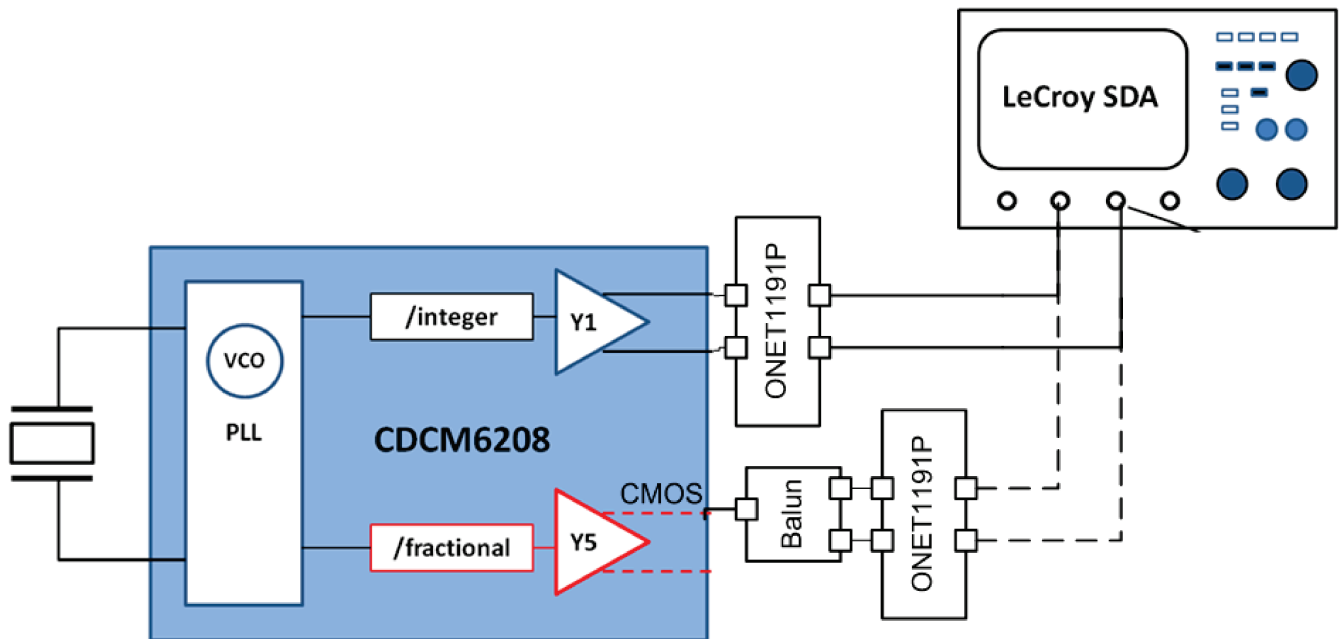 LeCroy SDA
ONET1191P
/integer
Y1
VCO
PLL
CDCM6208
CMOS
ONET1191P
Balun
/fractional
Y5